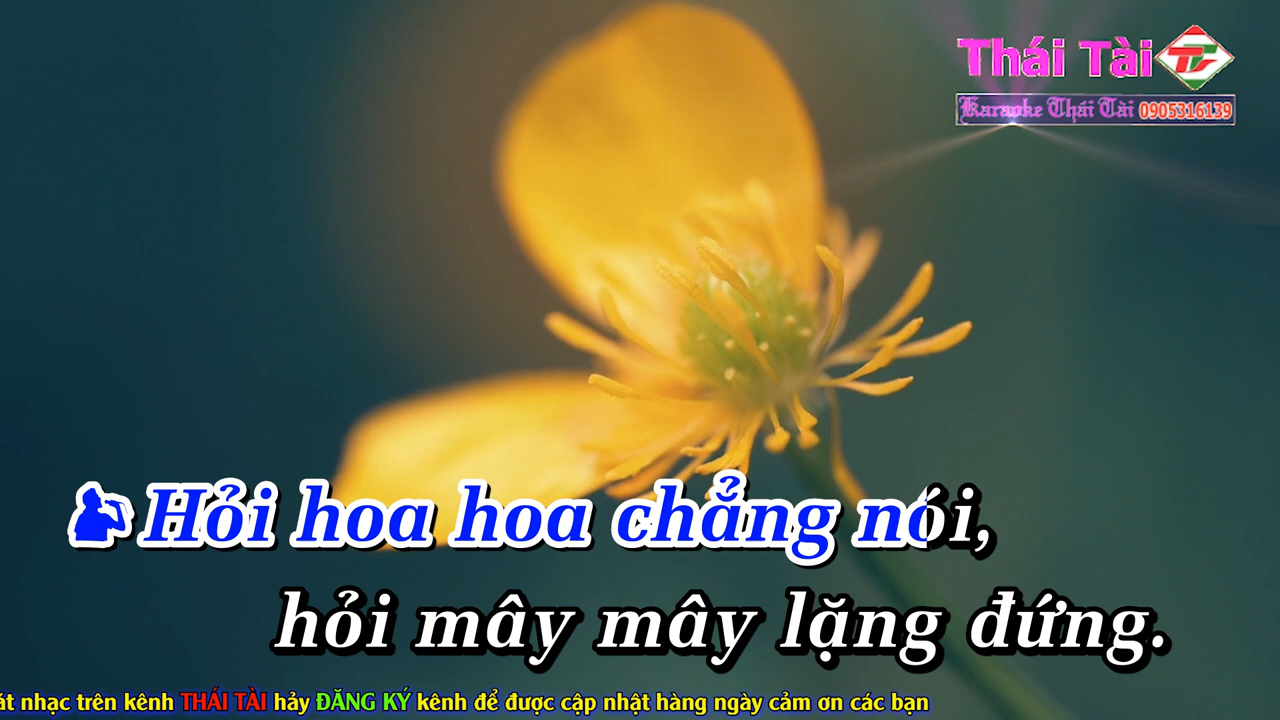 Thái Tài
Karaoke Thái Tài 0905316139
Hỏi hoa hoa chẳng nói,
hỏi mây mây lặng đứng.
át nhạc trên kênh THÁI TÀI hảy ĐĂNG KÝ kênh để được cập nhật hàng ngày cảm ơn các bạn